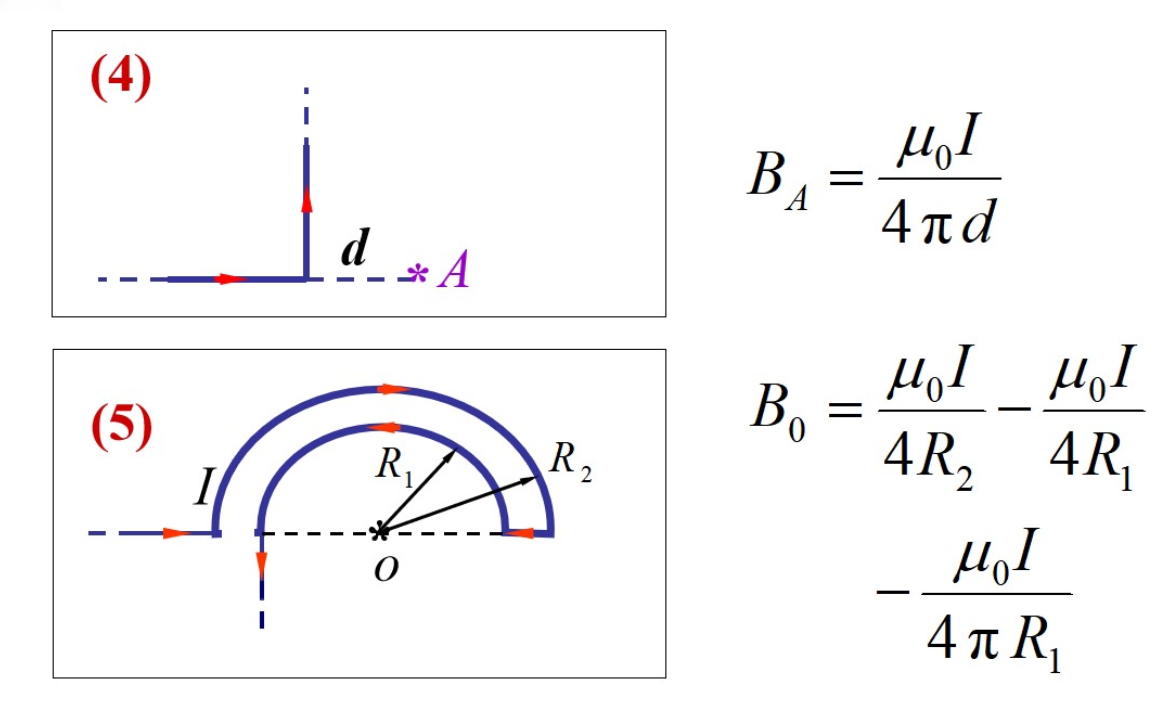 (4)
d
* A
B_A = μ₀I / 4πd
(5)
I
R₁
R₂
*
O
B₀ = μ₀I / 4R₂ − μ₀I / 4R₁
− μ₀I / 4πR₁